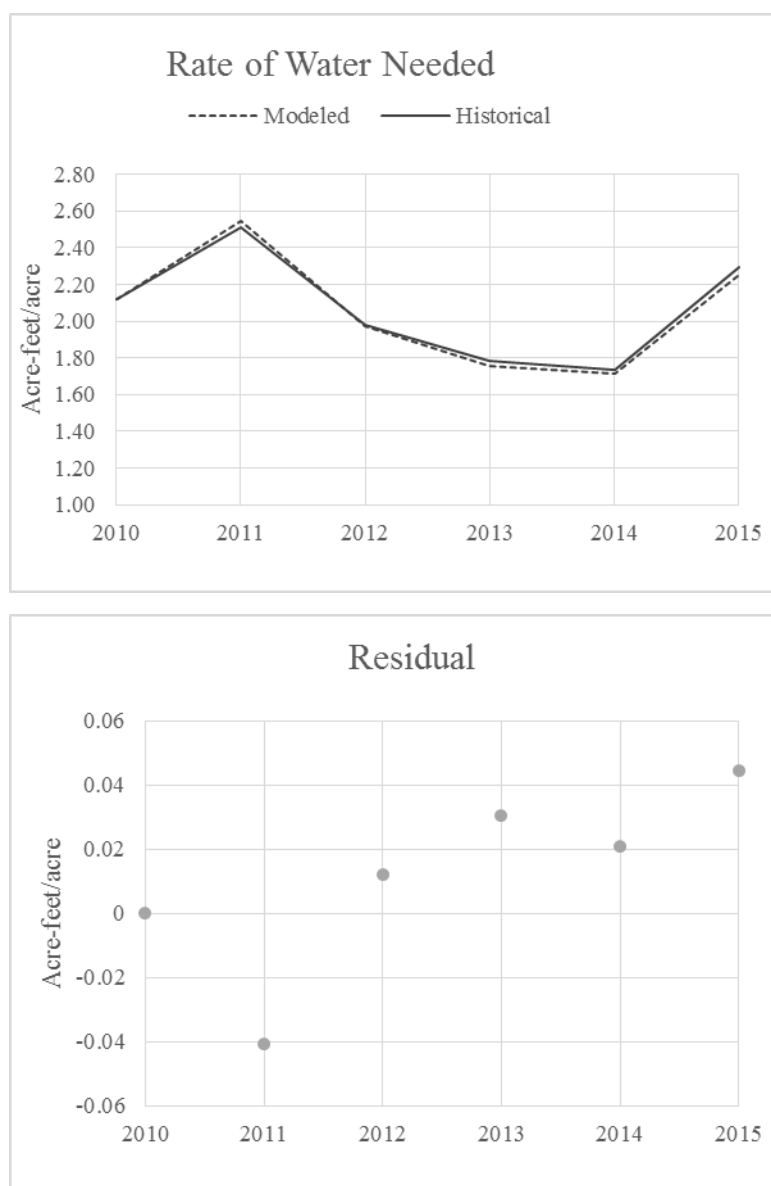 Rate of Water Needed
Modeled Historical
2.80
2.60
2.40
2.20
2.00
1.80
1.60
1.40
1.20
1.00
Acre-feet/acre
2010 2011 2012 2013 2014 2015
Residual
0.06
0.04
0.02
0
-0.02
-0.04
-0.06
Acre-feet/acre
2010 2011 2012 2013 2014 2015